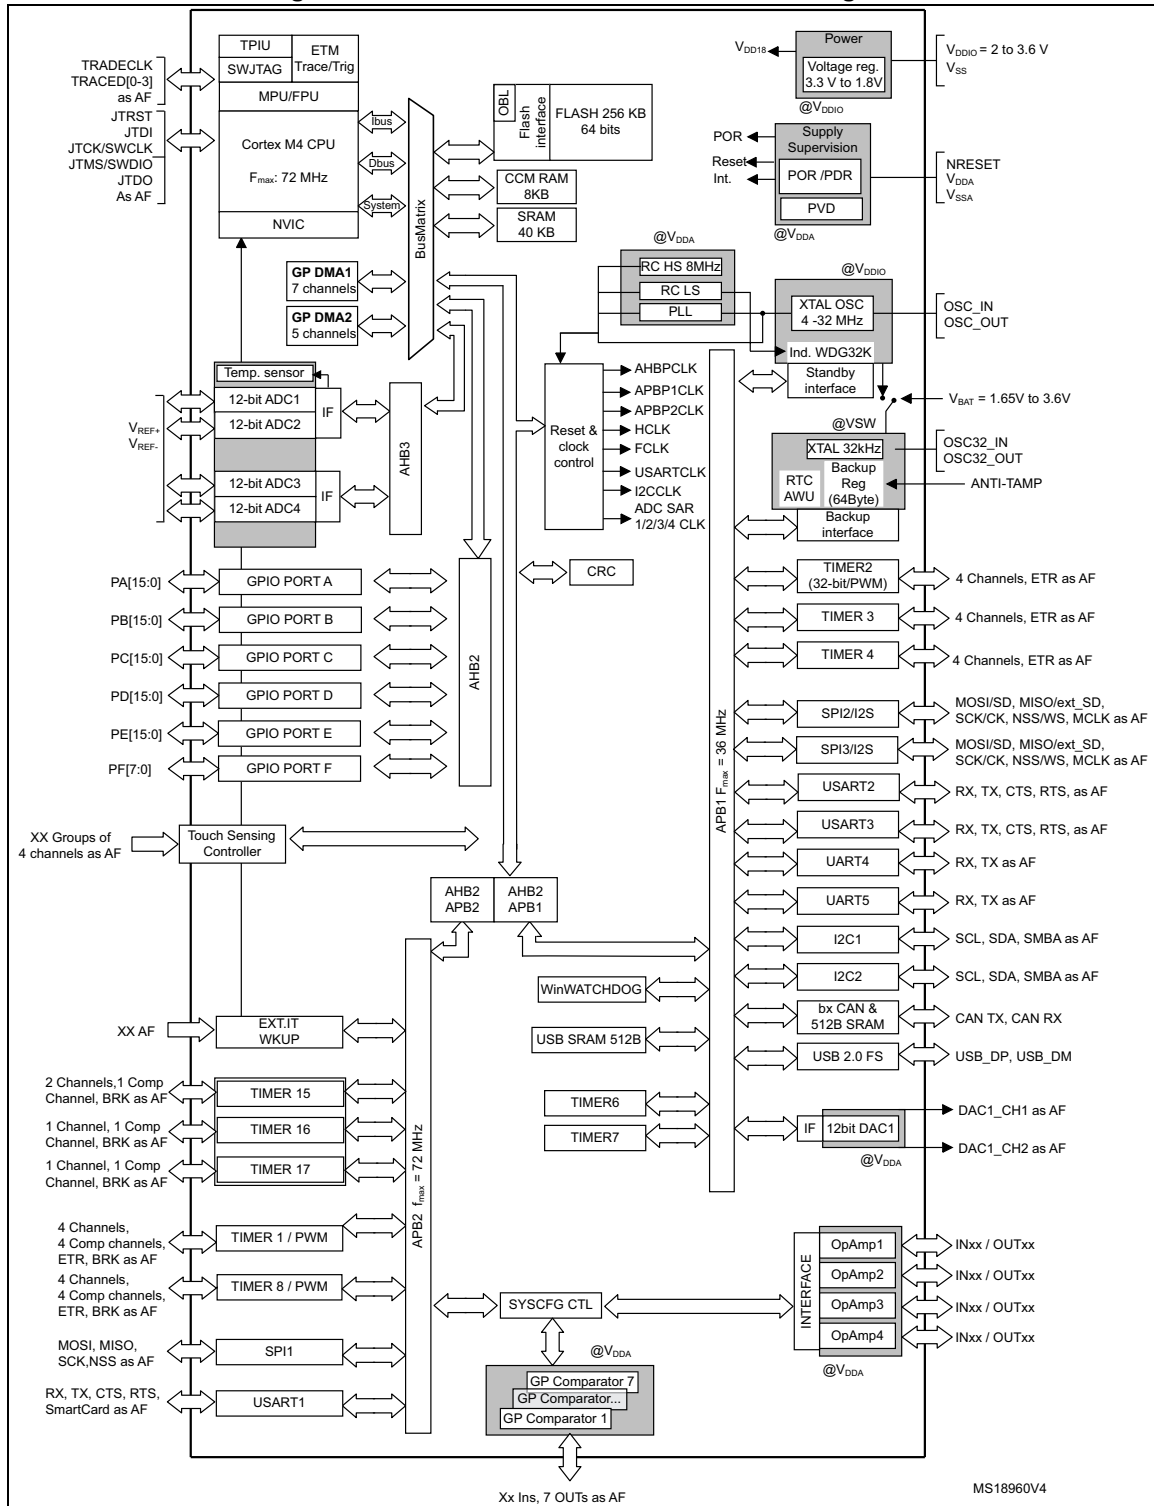 TPIU
ETM
Trace/Trig
SWJTAG
MPU/FPU
Cortex M4 CPU
Fmax: 72 MHz
NVIC
TRADECLK
TRACED[0-3]
as AF
JTRST
JTDI
JTCK/SWCLK
JTMS/SWDIO
JTDO
As AF
Ibus
Dbus
System
BusMatrix
OBL
Flash
interface
FLASH 256 KB
64 bits
CCM RAM
8KB
SRAM
40 KB
GP DMA1
7 channels
GP DMA2
5 channels
Power
Voltage reg.
3.3 V to 1.8V
VDD18
VDDIO = 2 to 3.6 V
VSS
@VDDIO
Supply
Supervision
POR /PDR
PVD
POR
Reset
Int.
NRESET
VDDA
VSSA
@VDDA
@VDDA
RC HS 8MHz
RC LS
PLL
@VDDIO
XTAL OSC
4 -32 MHz
Ind. WDG32K
Standby
interface
OSC_IN
OSC_OUT
VBAT = 1.65V to 3.6V
@VSW
XTAL 32kHz
RTC
AWU
Backup
Reg
(64Byte)
Backup
interface
OSC32_IN
OSC32_OUT
ANTI-TAMP
Reset &
clock
control
AHBPCLK
APBP1CLK
APBP2CLK
HCLK
FCLK
USARTCLK
I2CCLK
ADC SAR
1/2/3/4 CLK
Temp. sensor
12-bit ADC1
12-bit ADC2
IF
VREF+
VREF-
12-bit ADC3
12-bit ADC4
IF
AHB3
PA[15:0]
GPIO PORT A
PB[15:0]
GPIO PORT B
PC[15:0]
GPIO PORT C
PD[15:0]
GPIO PORT D
PE[15:0]
GPIO PORT E
PF[7:0]
GPIO PORT F
AHB2
CRC
XX Groups of
4 channels as AF
Touch Sensing
Controller
AHB2
APB2
AHB2
APB1
APB1 Fmax = 36 MHz
TIMER2
(32-bit/PWM)
4 Channels, ETR as AF
TIMER 3
4 Channels, ETR as AF
TIMER 4
4 Channels, ETR as AF
SPI2/I2S
MOSI/SD, MISO/ext_SD,
SCK/CK, NSS/WS, MCLK as AF
SPI3/I2S
MOSI/SD, MISO/ext_SD,
SCK/CK, NSS/WS, MCLK as AF
USART2
RX, TX, CTS, RTS, as AF
USART3
RX, TX, CTS, RTS, as AF
UART4
RX, TX as AF
UART5
RX, TX as AF
I2C1
SCL, SDA, SMBA as AF
I2C2
SCL, SDA, SMBA as AF
bx CAN &
512B SRAM
CAN TX, CAN RX
USB 2.0 FS
USB_DP, USB_DM
WinWATCHDOG
USB SRAM 512B
TIMER6
TIMER7
IF
12bit DAC1
DAC1_CH1 as AF
DAC1_CH2 as AF
@VDDA
XX AF
EXT.IT
WKUP
2 Channels,1 Comp
Channel, BRK as AF
TIMER 15
1 Channel, 1 Comp
Channel, BRK as AF
TIMER 16
1 Channel, 1 Comp
Channel, BRK as AF
TIMER 17
4 Channels,
4 Comp channels,
ETR, BRK as AF
TIMER 1 / PWM
4 Channels,
4 Comp channels,
ETR, BRK as AF
TIMER 8 / PWM
MOSI, MISO,
SCK,NSS as AF
SPI1
RX, TX, CTS, RTS,
SmartCard as AF
USART1
APB2 fmax = 72 MHz
SYSCFG CTL
@VDDA
GP Comparator 7
GP Comparator...
GP Comparator 1
Xx Ins, 7 OUTs as AF
INTERFACE
OpAmp1
INxx / OUTxx
OpAmp2
INxx / OUTxx
OpAmp3
INxx / OUTxx
OpAmp4
INxx / OUTxx
@VDDA
MS18960V4